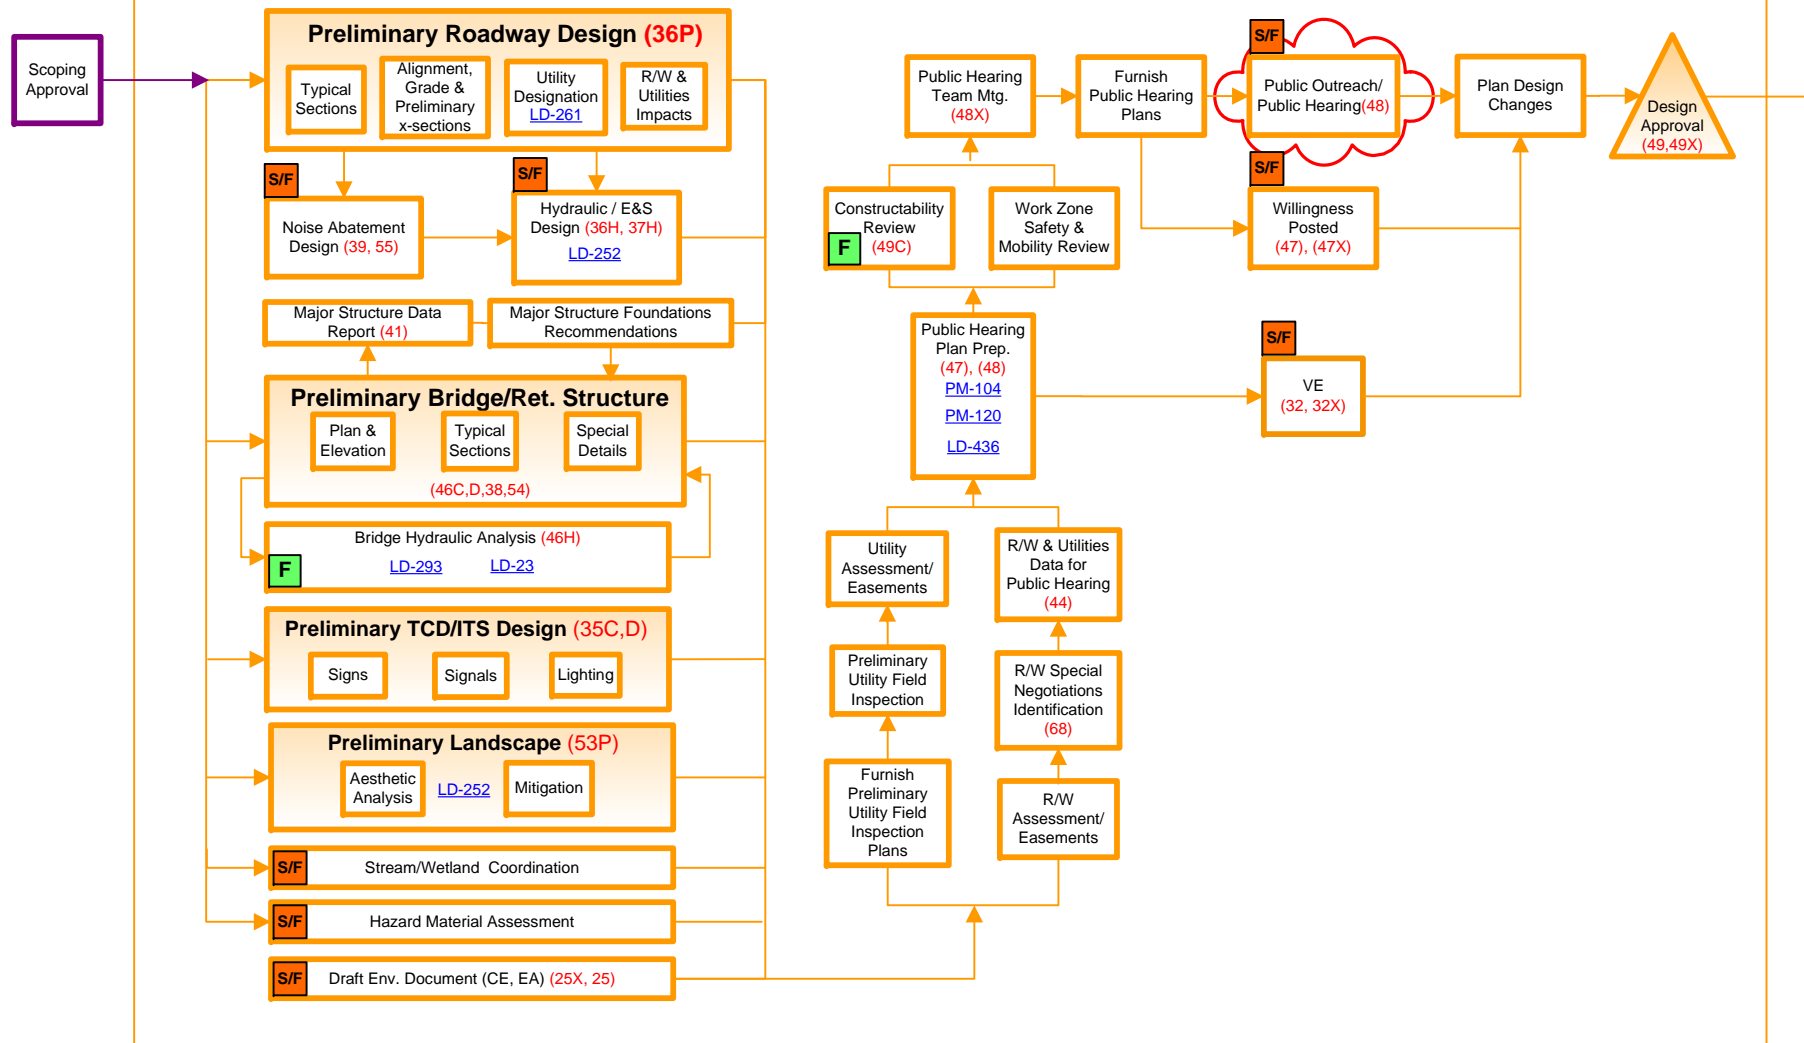 Scoping
Approval
Preliminary Roadway Design (36P)
Typical
Sections
Alignment,
Grade &
Preliminary
x-sections
Utility
Designation
LD-261
R/W &
Utilities
Impacts
S/F
Noise Abatement
Design (39, 55)
S/F
Hydraulic / E&S
Design (36H, 37H)
LD-252
Major Structure Data
Report (41)
Major Structure Foundations
Recommendations
Preliminary Bridge/Ret. Structure
Plan &
Elevation
Typical
Sections
Special
Details
(46C,D,38,54)
Bridge Hydraulic Analysis (46H)
LD-293
LD-23
F
Preliminary TCD/ITS Design (35C,D)
Signs
Signals
Lighting
Preliminary Landscape (53P)
Aesthetic
Analysis
LD-252
Mitigation
S/F
Stream/Wetland Coordination
S/F
Hazard Material Assessment
S/F
Draft Env. Document (CE, EA) (25X, 25)
Public Hearing
Team Mtg.
(48X)
Furnish
Public Hearing
Plans
S/F
Public Outreach/
Public Hearing(48)
Plan Design
Changes
Design
Approval
(49,49X)
Constructability
Review
(49C)
F
Work Zone
Safety &
Mobility Review
S/F
Willingness
Posted
(47), (47X)
Public Hearing
Plan Prep.
(47), (48)
PM-104
PM-120
LD-436
S/F
VE
(32, 32X)
Utility
Assessment/
Easements
R/W & Utilities
Data for
Public Hearing
(44)
Preliminary
Utility Field
Inspection
R/W Special
Negotiations
Identification
(68)
Furnish
Preliminary
Utility Field
Inspection
Plans
R/W
Assessment/
Easements